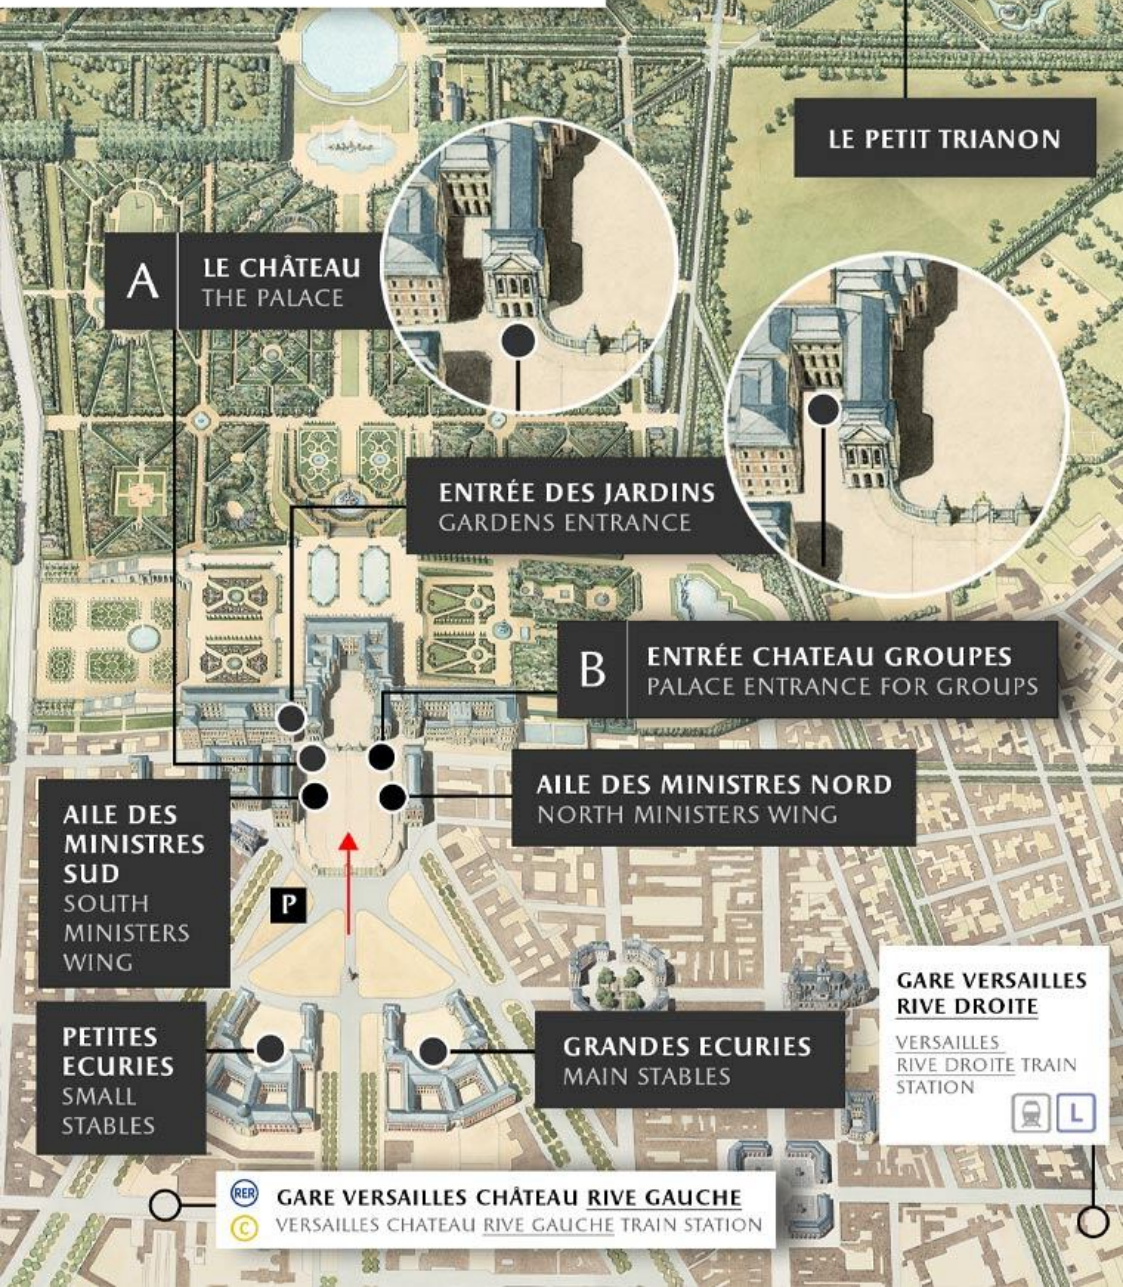 LE PETIT TRIANON
A
LE CHÂTEAU
THE PALACE
ENTRÉE DES JARDINS
GARDENS ENTRANCE
B
ENTRÉE CHATEAU GROUPES
PALACE ENTRANCE FOR GROUPS
AILE DES MINISTRES NORD
NORTH MINISTERS WING
AILE DES
MINISTRES
SUD
SOUTH
MINISTERS
WING
P
PETITES
ECURIES
SMALL
STABLES
GRANDES ECURIES
MAIN STABLES
GARE VERSAILLES
RIVE DROITE
VERSAILLES
RIVE DROITE TRAIN
STATION
L
RER
C
GARE VERSAILLES CHÂTEAU RIVE GAUCHE
VERSAILLES CHATEAU RIVE GAUCHE TRAIN STATION